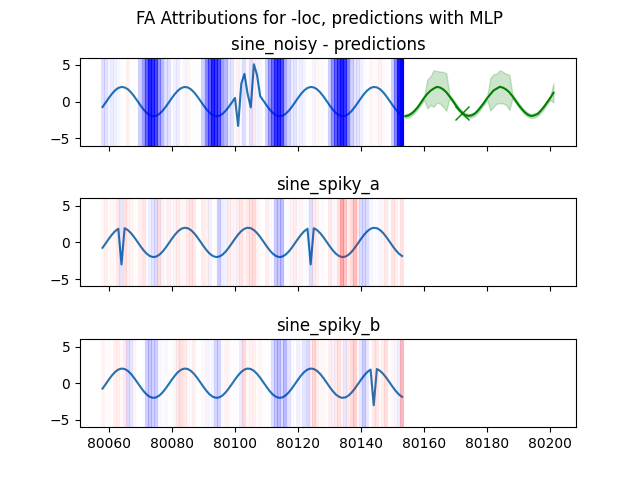 FA Attributions for -loc, predictions with MLP
sine_noisy - predictions
5
0
−5
sine_spiky_a
5
0
−5
sine_spiky_b
5
0
−5
80060 80080 80100 80120 80140 80160 80180 80200